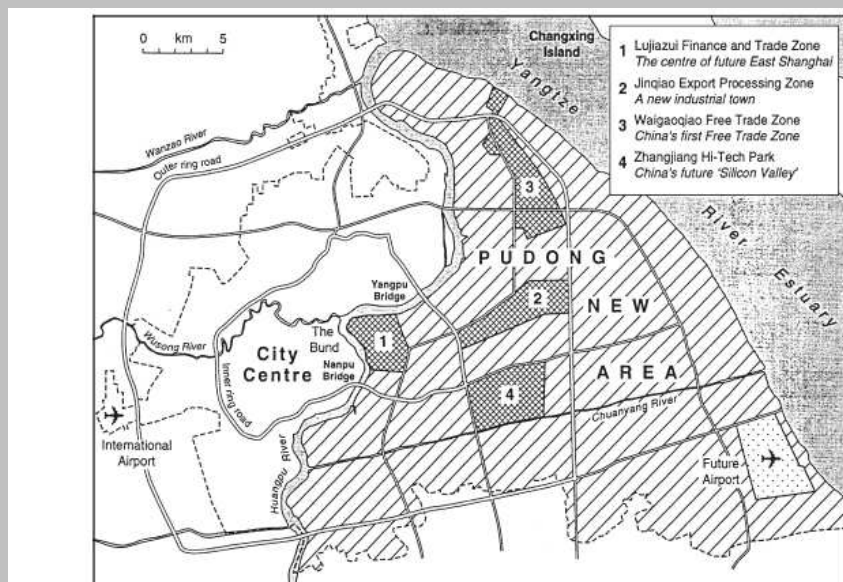 0 km 5
Changxing
Island
1 Lujiazui Finance and Trade Zone
The centre of future East Shanghai
2 Jinqiao Export Processing Zone
A new industrial town
3 Waigaoqiao Free Trade Zone
China's first Free Trade Zone
4 Zhangjiang Hi-Tech Park
China's future 'Silicon Valley'
Yangtze
River
Estuary
Wanzao River
Outer ring road
3
PUDONG
NEW
AREA
Yangpu
Bridge
2
The
Bund
1
Wusong River
City
Centre
Nanpu
Bridge
Inner ring road
4
Chuanyang River
International
Airport
Huangpu River
Future
Airport